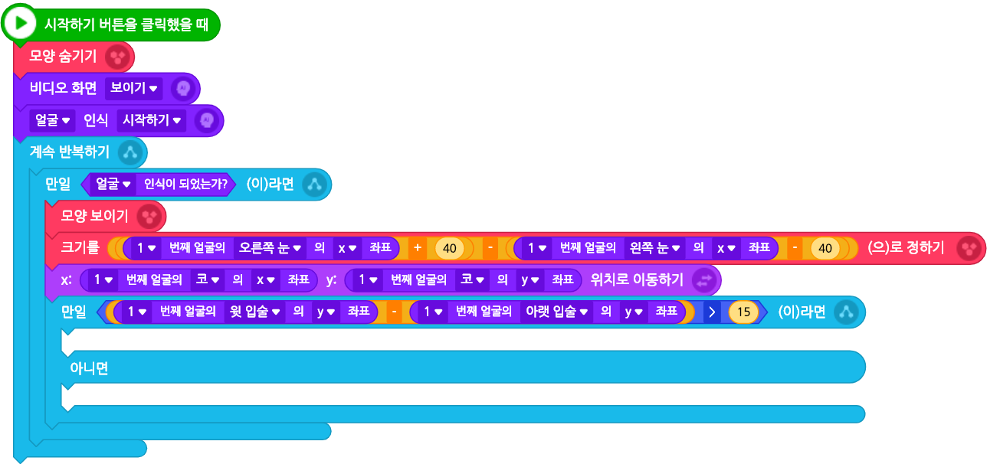 시작하기 버튼을 클릭했을 때
모양 숨기기
비디오 화면 보이기
얼굴 인식 시작하기
계속 반복하기
만일 얼굴 인식이 되었는가? (이)라면
모양 보이기
크기를 1 번째 얼굴의 오른쪽 눈 의 x 좌표 + 40 - 1 번째 얼굴의 왼쪽 눈 의 x 좌표 - 40 (으)로 정하기
x: 1 번째 얼굴의 코 의 x 좌표 y: 1 번째 얼굴의 코 의 y 좌표 위치로 이동하기
만일 1 번째 얼굴의 윗 입술 의 y 좌표 - 1 번째 얼굴의 아랫 입술 의 y 좌표 > 15 (이)라면
아니면